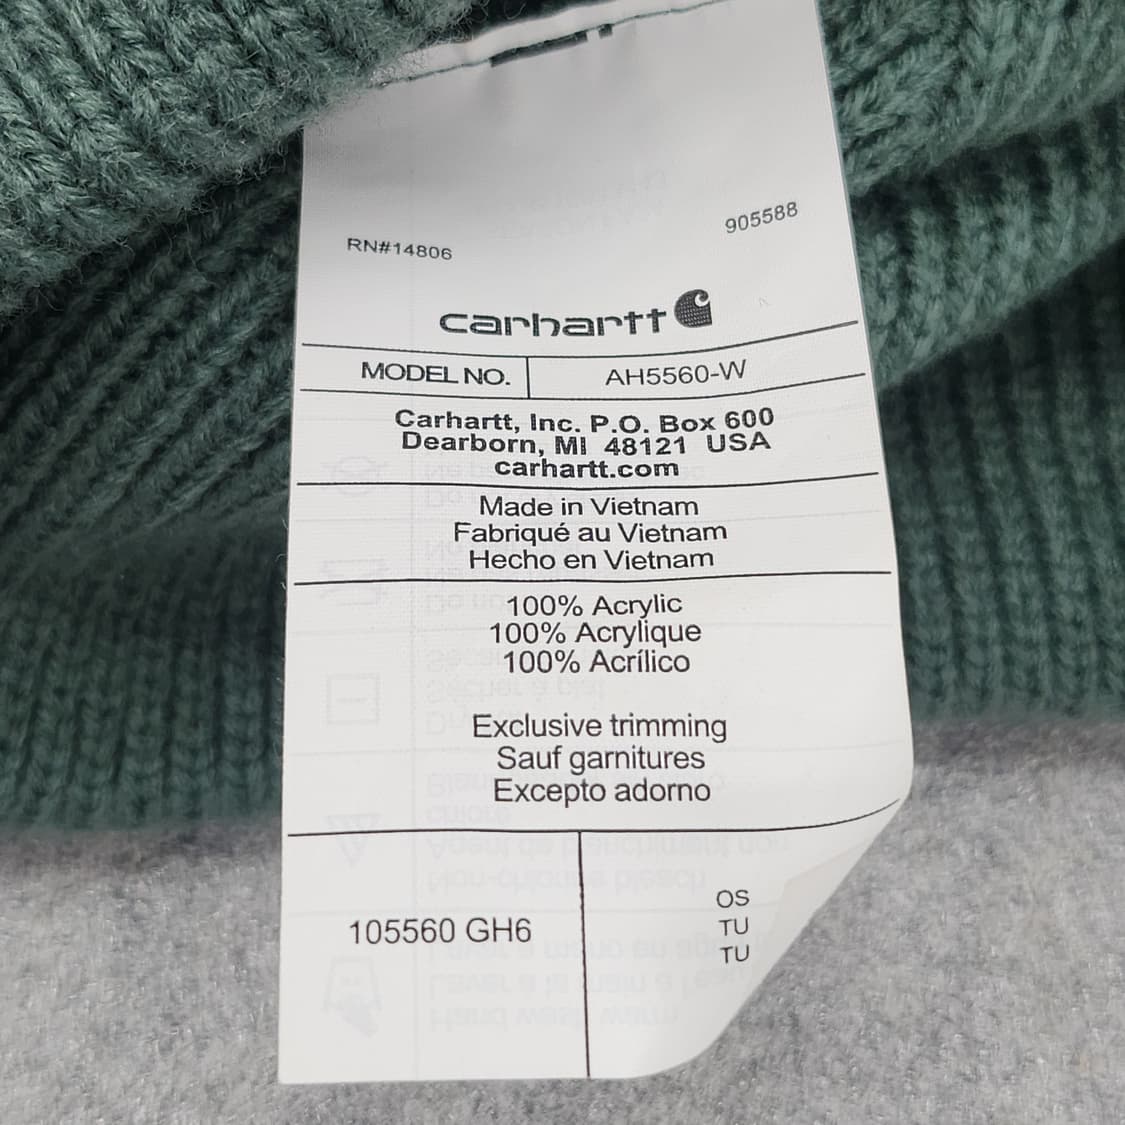 RN#14806
905588
carhartt
MODEL NO. AH5560-W
Carhartt, Inc. P.O. Box 600
Dearborn, MI 48121 USA
carhartt.com
Made in Vietnam
Fabriqué au Vietnam
Hecho en Vietnam
100% Acrylic
100% Acrylique
100% Acrílico
Exclusive trimming
Sauf garnitures
Excepto adorno
105560 GH6
OS
TU
TU